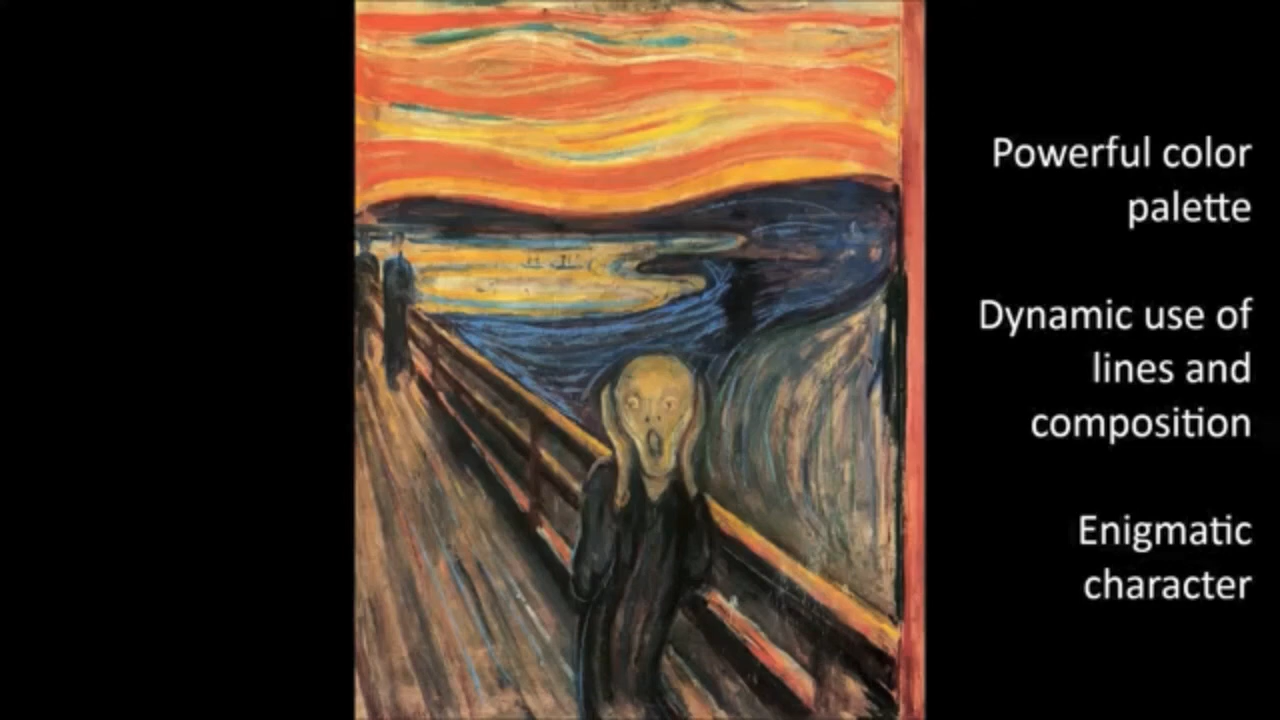 Powerful color
palette
Dynamic use of
lines and
composition
Enigmatic
character